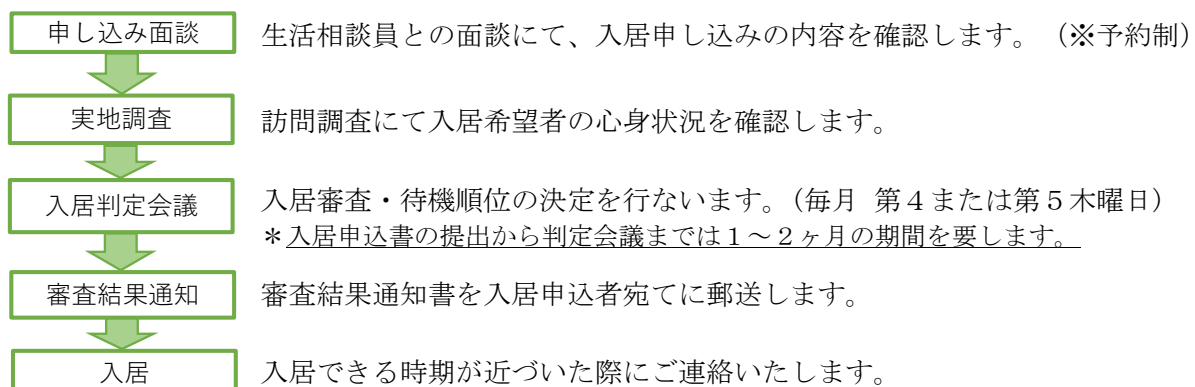 申し込み面談 生活相談員との面談にて、入居申し込みの内容を確認します。（※予約制）
実地調査 訪問調査にて入居希望者の心身状況を確認します。
入居判定会議 入居審査・待機順位の決定を行ないます。（毎月 第４または第５木曜日）
＊入居申込書の提出から判定会議までは１～２ヶ月の期間を要します。
審査結果通知 審査結果通知書を入居申込者宛てに郵送します。
入居 入居できる時期が近づいた際にご連絡いたします。